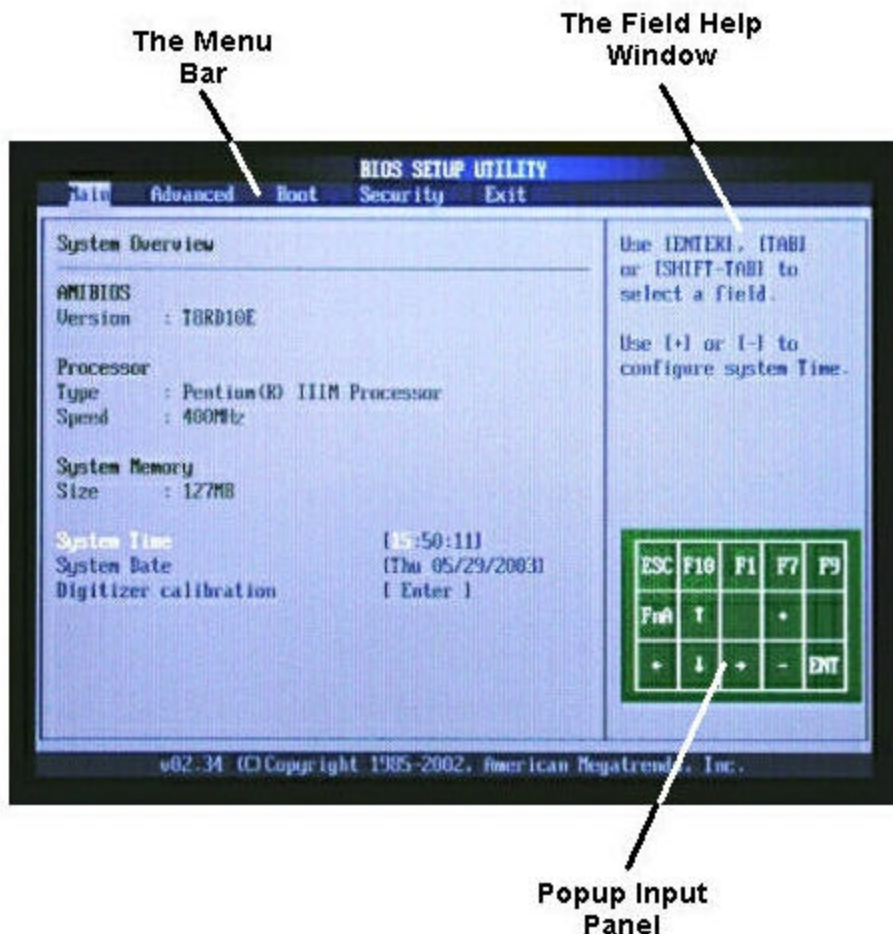 The Menu
Bar
The Field Help
Window
BIOS SETUP UTILITY
Main Advanced Boot Security Exit
System Overview
AMIBIOS
Version : T8RD10E
Processor
Type : Pentium(R) IIIM Processor
Speed : 400MHz
System Memory
Size : 127MB
System Time [15:50:11]
System Date [Thu 05/29/2003]
Digitizer calibration [ Enter ]
Use [ENTER], [TAB]
or [SHIFT-TAB] to
select a field.
Use [+] or [-] to
configure system Time.
ESC F10 F1 F7 F9
FnA ↑ +
← ↓ → - ENT
v02.34 (C)Copyright 1985-2002, American Megatrends, Inc.
Popup Input
Panel